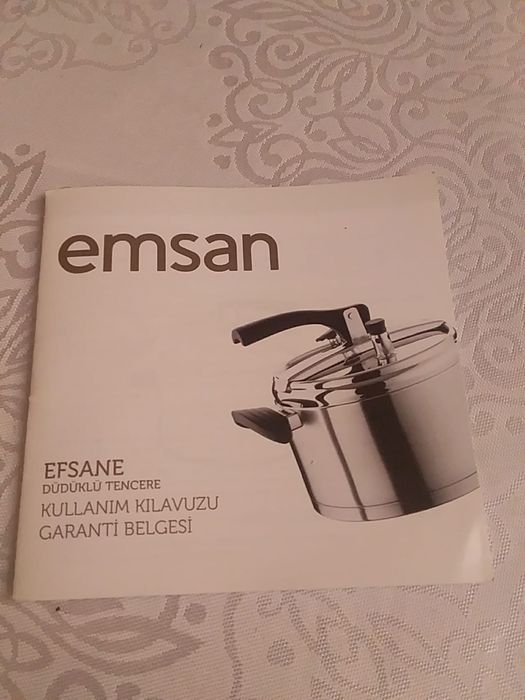 emsan
EFSANE
DÜDÜKLÜ TENCERE
KULLANIM KILAVUZU
GARANTİ BELGESİ